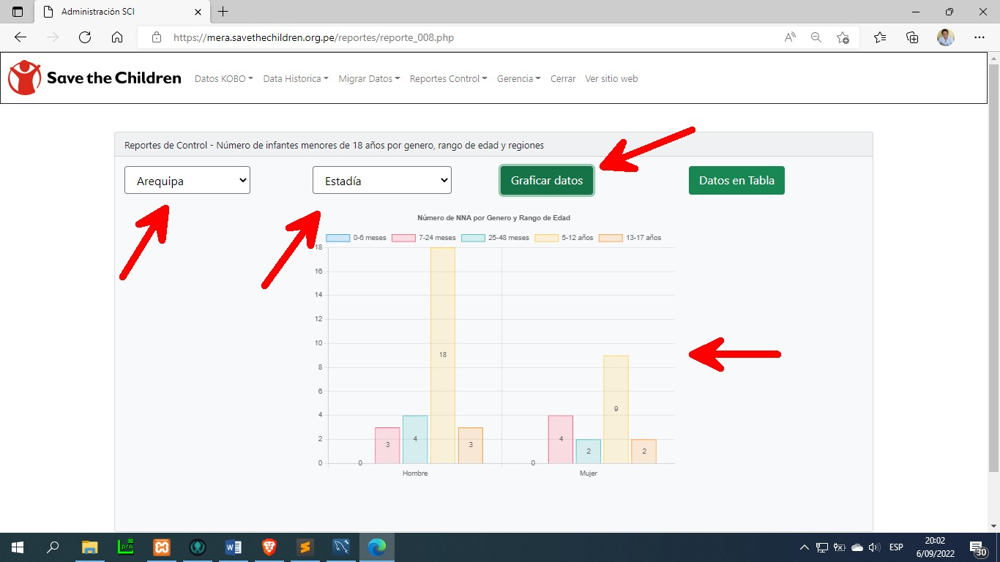 Administración SCI
https://mera.savethechildren.org.pe/reportes/reporte_008.php
Save the Children Datos KOBO Data Historica Migrar Datos Reportes Control Gerencia Cerrar Ver sitio web
Reportes de Control - Número de infantes menores de 18 años por genero, rango de edad y regiones
Arequipa Estadía Graficar datos Datos en Tabla
Número de NNA por Genero y Rango de Edad
0-6 meses 7-24 meses 25-48 meses 5-12 años 13-17 años
18
16
14
12
10
8
6
4
2
0
0 3 4 18 3
0 4 2 9 2
Hombre Mujer
pro
ESP
20:02
6/09/2022
30